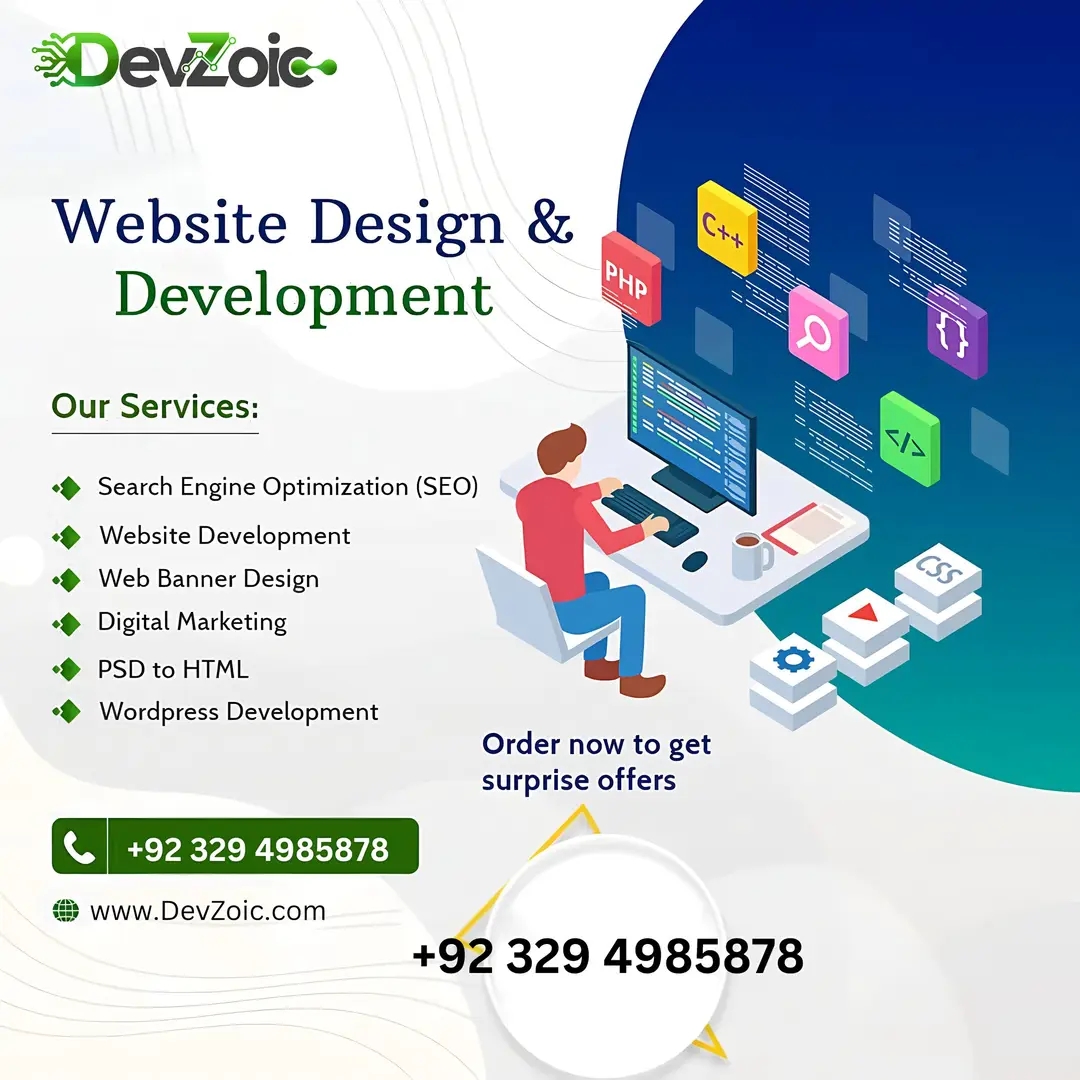 DevZoic
Website Design &
Development
Our Services:
Search Engine Optimization (SEO)
Website Development
Web Banner Design
Digital Marketing
PSD to HTML
Wordpress Development
PHP
C++
{}
</>
CSS
Order now to get
surprise offers
+92 329 4985878
www.DevZoic.com
+92 329 4985878